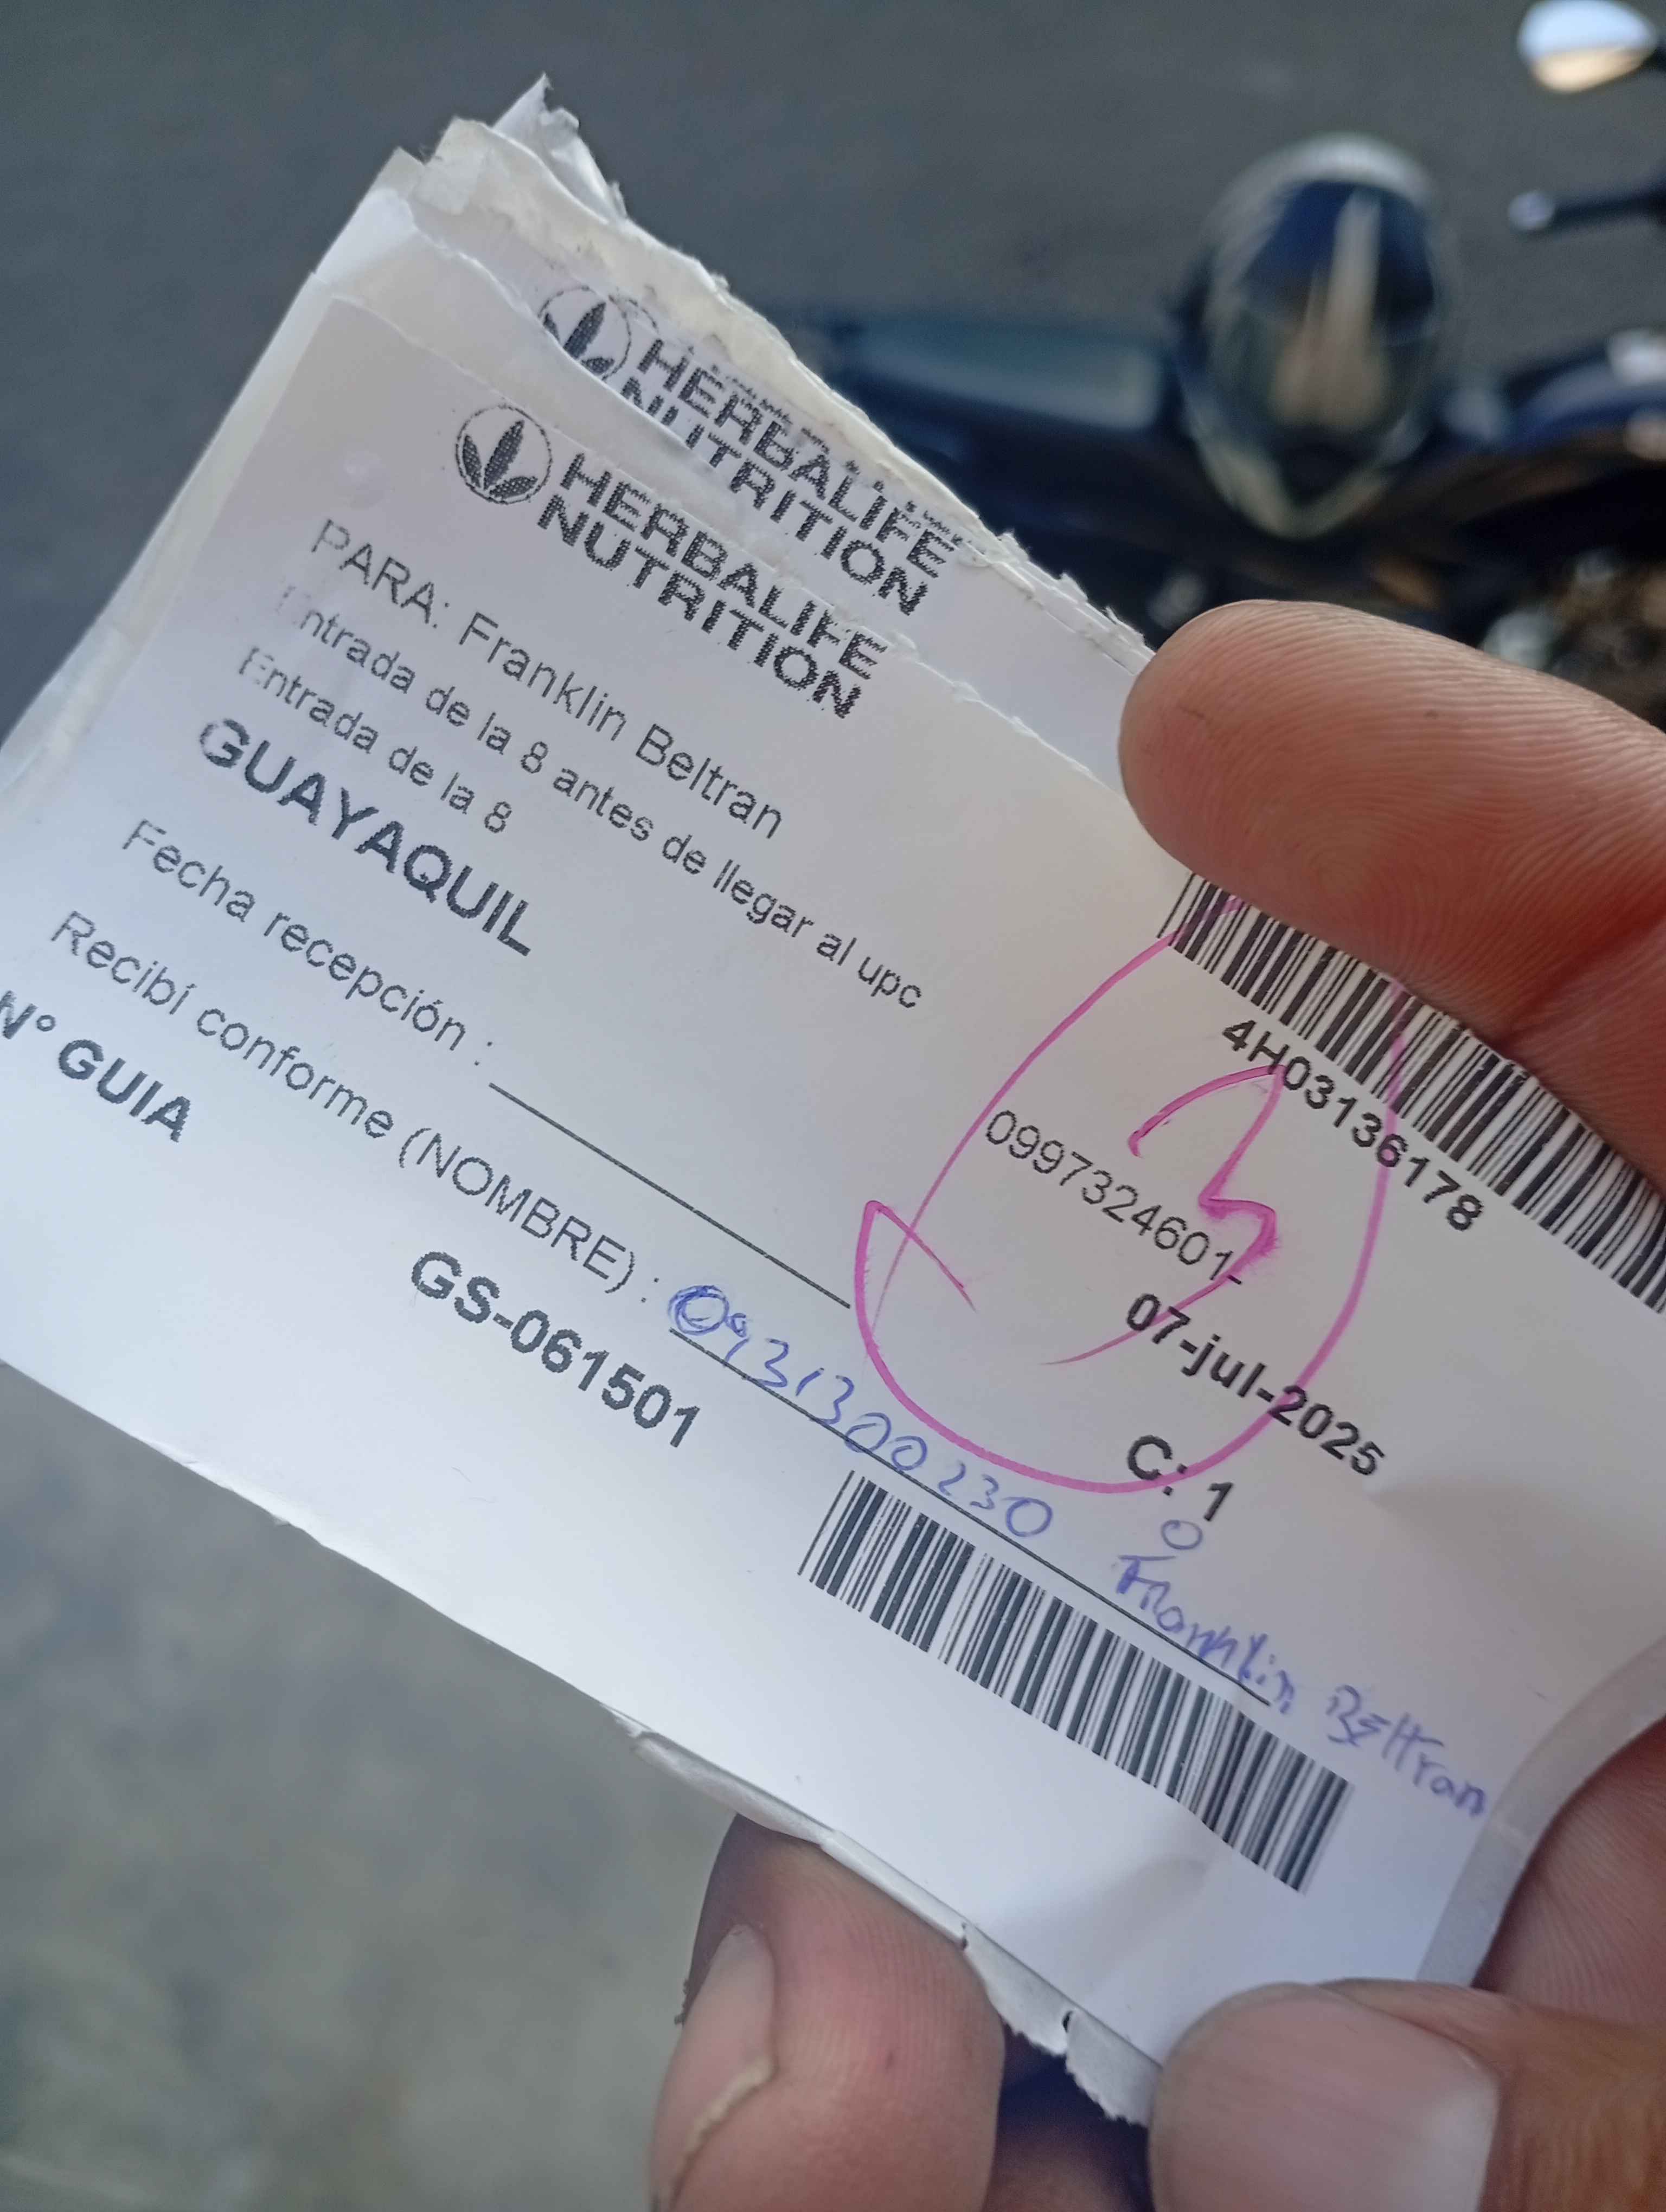 HERBALIFE
NUTRITION
HERBALIFE
NUTRITION
PARA: Franklin Beltran
Entrada de la 8 antes de llegar al upc
Entrada de la 8
GUAYAQUIL
4H03136178
0997324601-
07-jul-2025
C: 1
Fecha recepción :
Recibí conforme (NOMBRE) : 0931300230
Franklin Beltran
N° GUIA
GS-061501